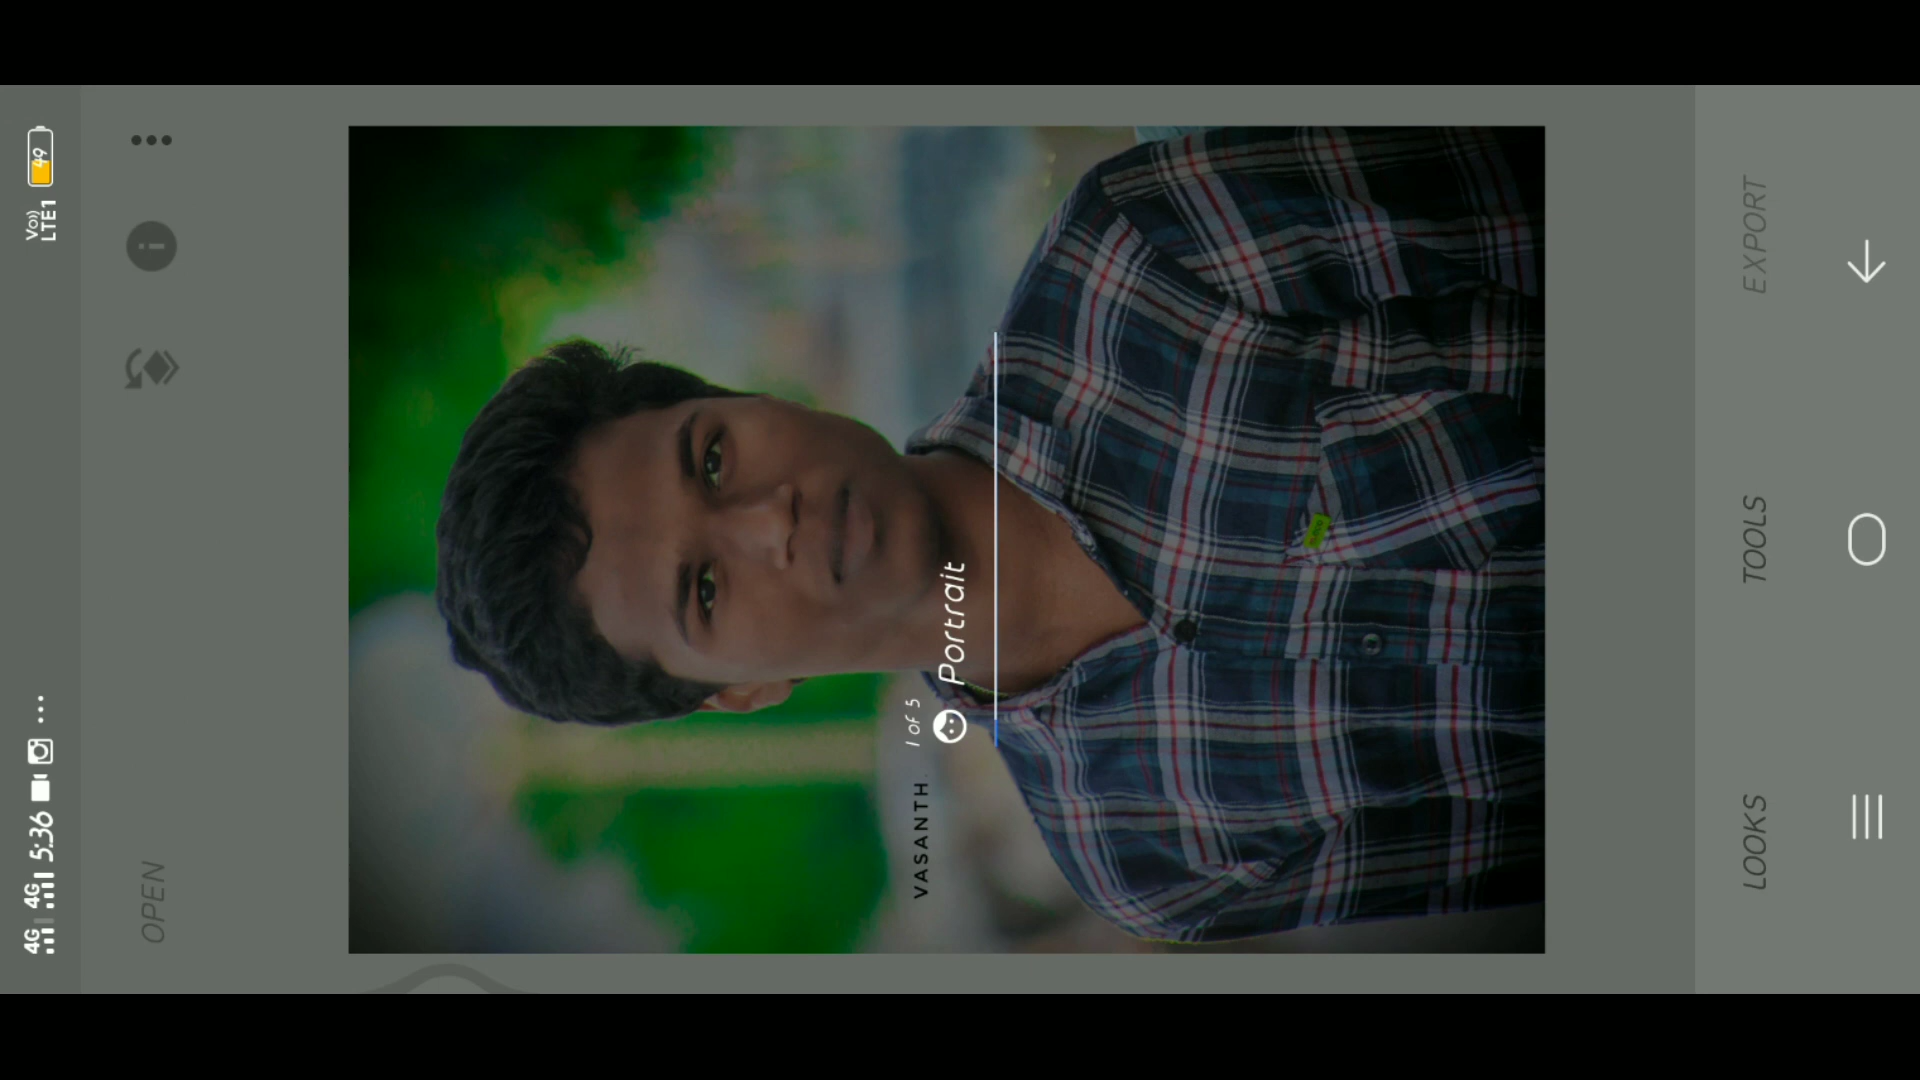 4G 4G 5:36 ... Vo)) LTE1 49
OPEN
1 of 5
Portrait
VASANTH
LOOKS TOOLS EXPORT